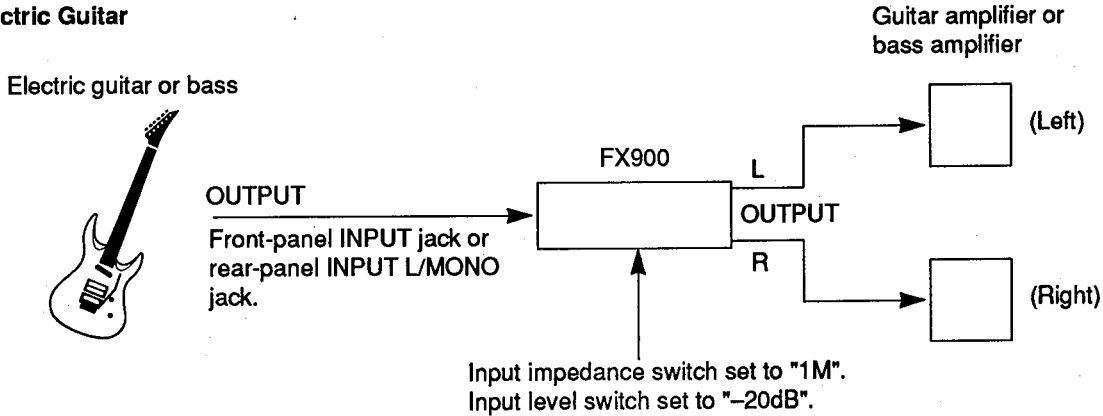 ctric Guitar
Guitar amplifier or
bass amplifier
Electric guitar or bass
(Left)
FX900
L
OUTPUT
OUTPUT
Front-panel INPUT jack or
rear-panel INPUT L/MONO
jack.
R
(Right)
Input impedance switch set to "1M".
Input level switch set to "–20dB".